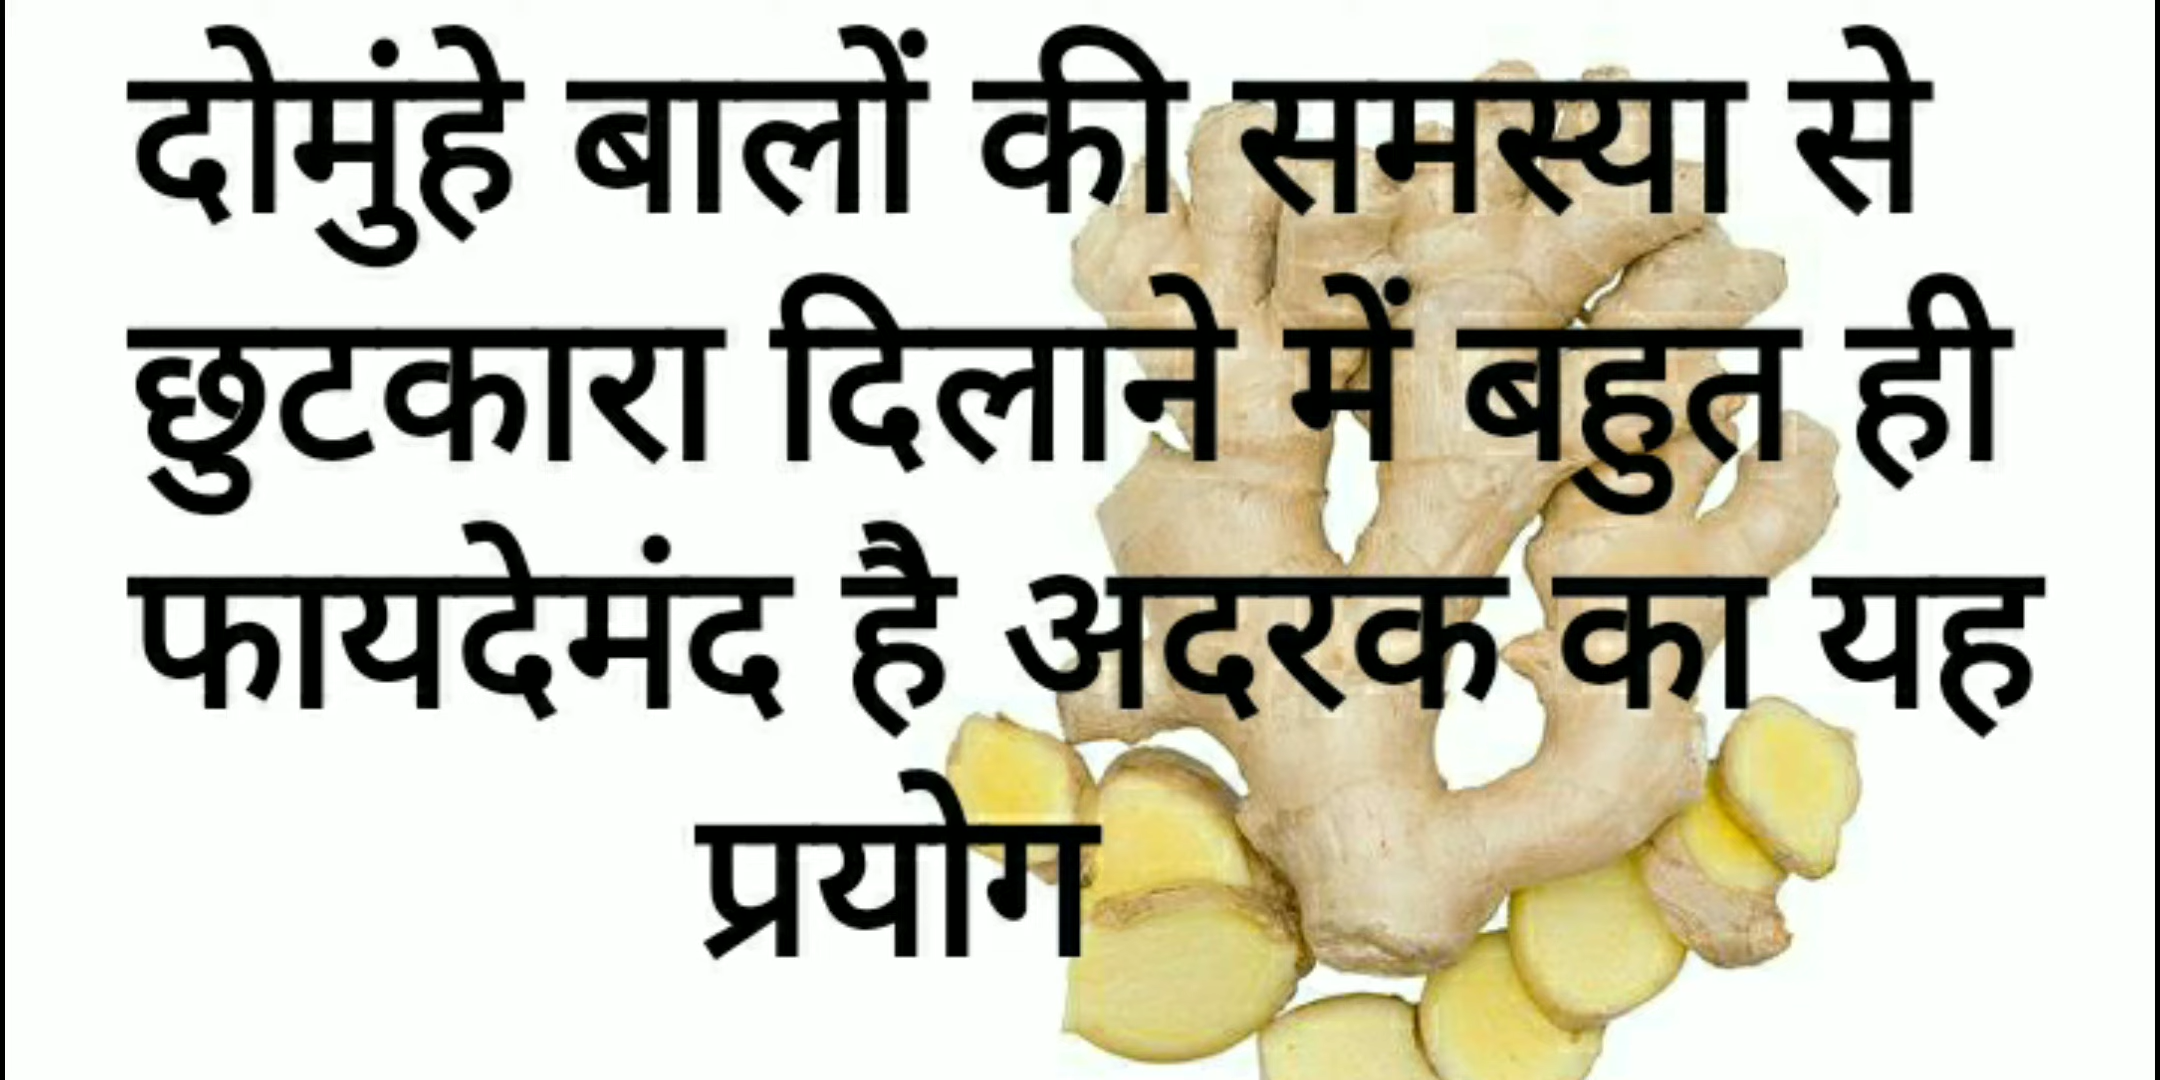 दोमुंहे बालों की समस्या से
छुटकारा दिलाने में बहुत ही
फायदेमंद है अदरक का यह
प्रयोग